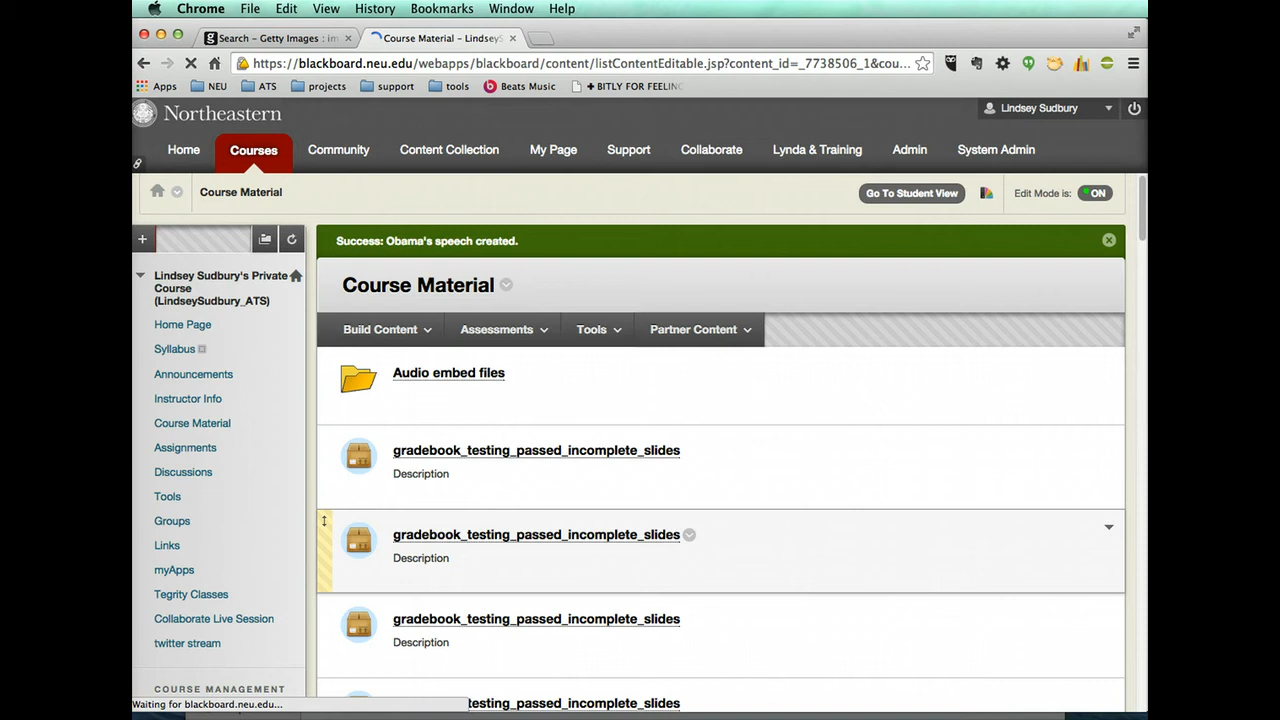 Chrome File Edit View History Bookmarks Window Help
Search – Getty Images : im
Course Material – LindseyS
https://blackboard.neu.edu/webapps/blackboard/content/listContentEditable.jsp?content_id=_7738506_1&cou...
Apps NEU ATS projects support tools Beats Music + BITLY FOR FEELING
Northeastern
Lindsey Sudbury
Home Courses Community Content Collection My Page Support Collaborate Lynda & Training Admin System Admin
Course Material
Go To Student View
Edit Mode is: ON
Success: Obama's speech created.
Lindsey Sudbury's Private
Course
(LindseySudbury_ATS)
Home Page
Syllabus
Announcements
Instructor Info
Course Material
Assignments
Discussions
Tools
Groups
Links
myApps
Tegrity Classes
Collaborate Live Session
twitter stream
COURSE MANAGEMENT
Course Material
Build Content Assessments Tools Partner Content
Audio embed files
gradebook_testing_passed_incomplete_slides
Description
gradebook_testing_passed_incomplete_slides
Description
gradebook_testing_passed_incomplete_slides
Description
testing_passed_incomplete_slides
Waiting for blackboard.neu.edu...